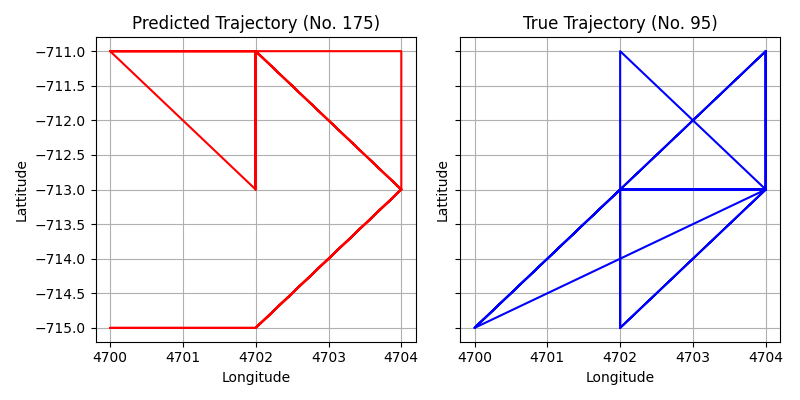 Predicted Trajectory (No. 175)
True Trajectory (No. 95)
−711.0
−711.5
−712.0
−712.5
−713.0
−713.5
−714.0
−714.5
−715.0
Lattitude
Lattitude
4700 4701 4702 4703 4704
4700 4701 4702 4703 4704
Longitude
Longitude